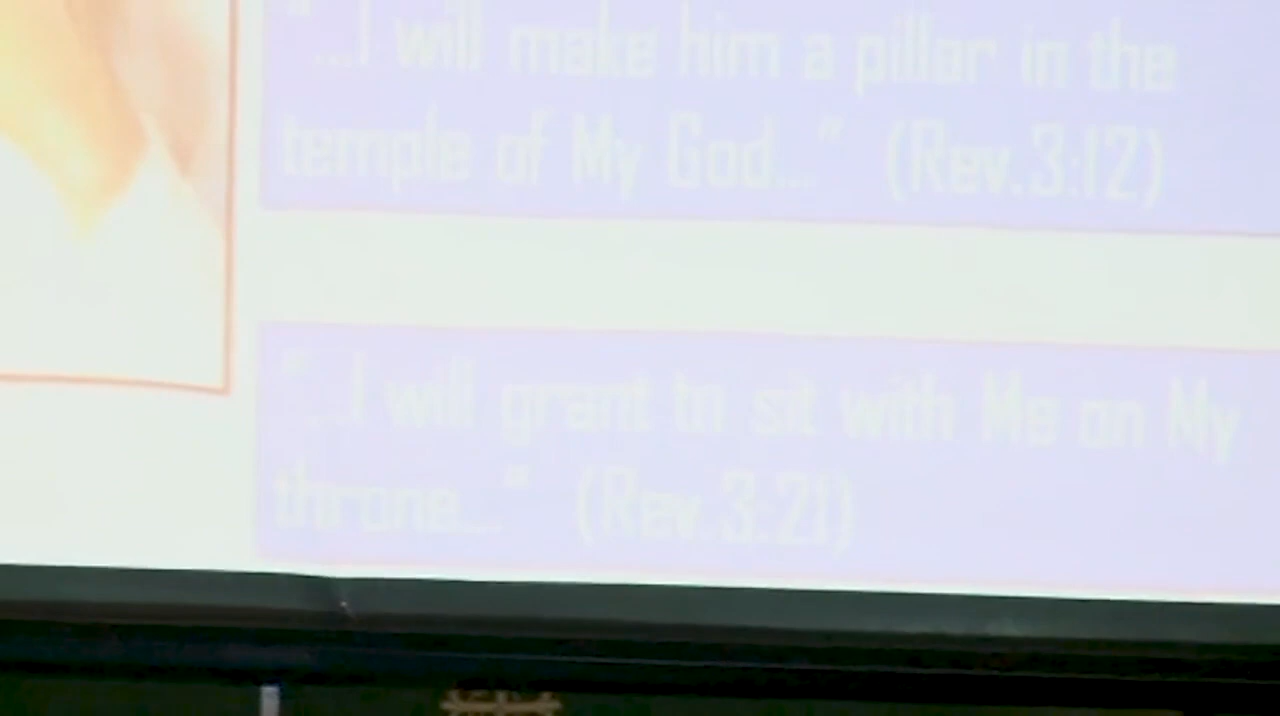 "...I will make him a pillar in the
temple of My God..." (Rev.3:12)
"...I will grant to sit with Me on My
throne..." (Rev.3:21)